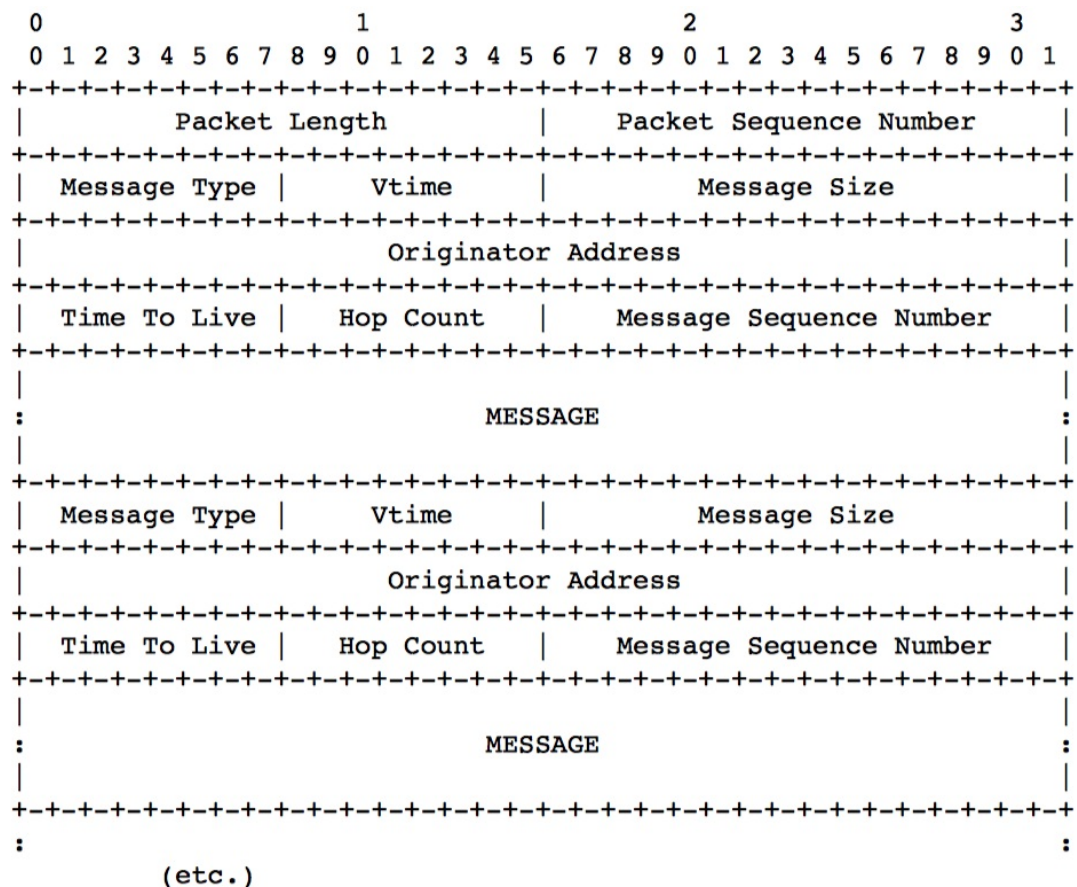 0                   1                   2                   3
0 1 2 3 4 5 6 7 8 9 0 1 2 3 4 5 6 7 8 9 0 1 2 3 4 5 6 7 8 9 0 1
+-+-+-+-+-+-+-+-+-+-+-+-+-+-+-+-+-+-+-+-+-+-+-+-+-+-+-+-+-+-+-+-+
|         Packet Length         |    Packet Sequence Number     |
+-+-+-+-+-+-+-+-+-+-+-+-+-+-+-+-+-+-+-+-+-+-+-+-+-+-+-+-+-+-+-+-+
|  Message Type |     Vtime     |         Message Size          |
+-+-+-+-+-+-+-+-+-+-+-+-+-+-+-+-+-+-+-+-+-+-+-+-+-+-+-+-+-+-+-+-+
|                      Originator Address                       |
+-+-+-+-+-+-+-+-+-+-+-+-+-+-+-+-+-+-+-+-+-+-+-+-+-+-+-+-+-+-+-+-+
|  Time To Live |   Hop Count   |    Message Sequence Number    |
+-+-+-+-+-+-+-+-+-+-+-+-+-+-+-+-+-+-+-+-+-+-+-+-+-+-+-+-+-+-+-+-+
|                                                               |
:                            MESSAGE                            :
|                                                               |
+-+-+-+-+-+-+-+-+-+-+-+-+-+-+-+-+-+-+-+-+-+-+-+-+-+-+-+-+-+-+-+-+
|  Message Type |     Vtime     |         Message Size          |
+-+-+-+-+-+-+-+-+-+-+-+-+-+-+-+-+-+-+-+-+-+-+-+-+-+-+-+-+-+-+-+-+
|                      Originator Address                       |
+-+-+-+-+-+-+-+-+-+-+-+-+-+-+-+-+-+-+-+-+-+-+-+-+-+-+-+-+-+-+-+-+
|  Time To Live |   Hop Count   |    Message Sequence Number    |
+-+-+-+-+-+-+-+-+-+-+-+-+-+-+-+-+-+-+-+-+-+-+-+-+-+-+-+-+-+-+-+-+
|                                                               |
:                            MESSAGE                            :
|                                                               |
+-+-+-+-+-+-+-+-+-+-+-+-+-+-+-+-+-+-+-+-+-+-+-+-+-+-+-+-+-+-+-+-+
:                                                               :
         (etc.)